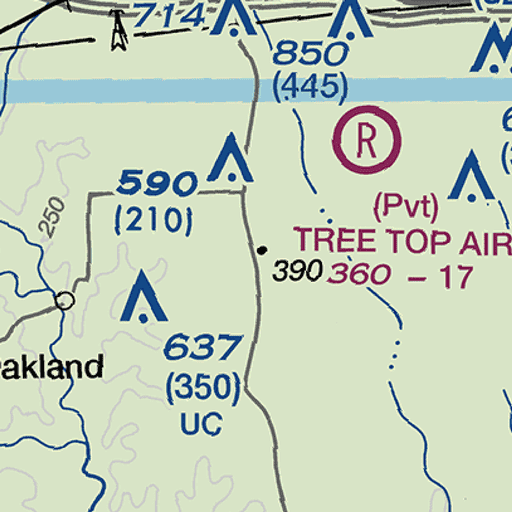 714
850
(445)
R
590
(210)
250
(Pvt)
TREE TOP AIR
390
360 - 17
637
(350)
UC
akland